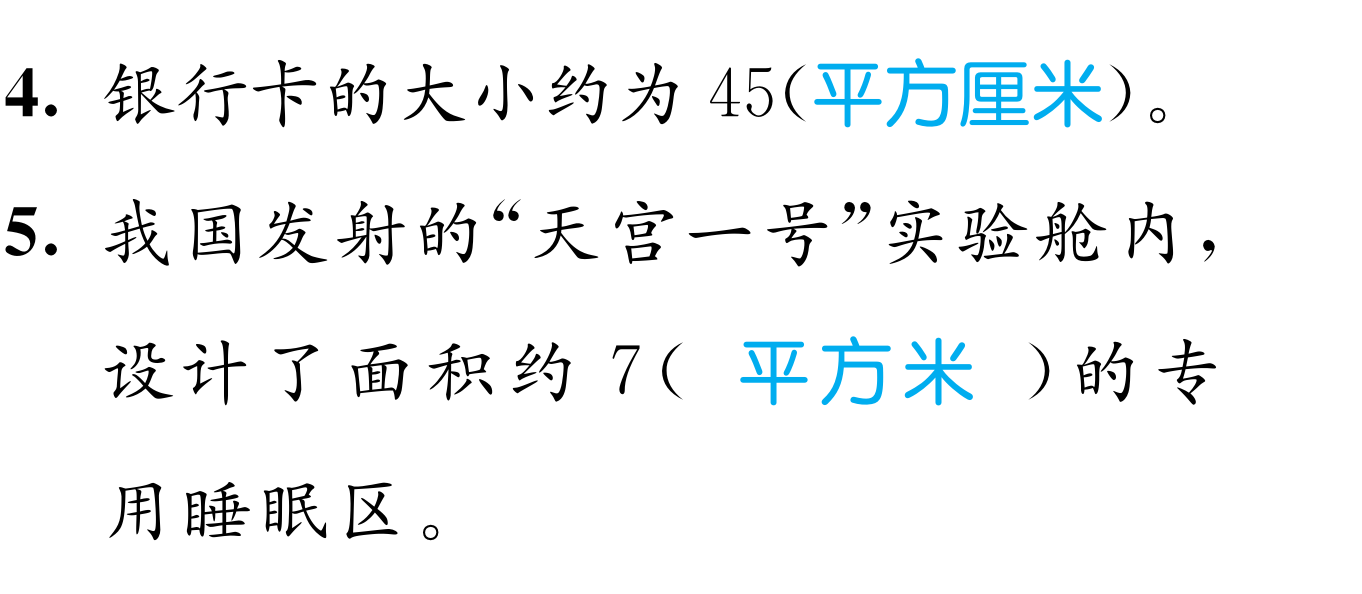 4. 银行卡的大小约为 45(平方厘米)。
5. 我国发射的“天宫一号”实验舱内，
设计了面积约 7( 平方米 )的专
用睡眠区。